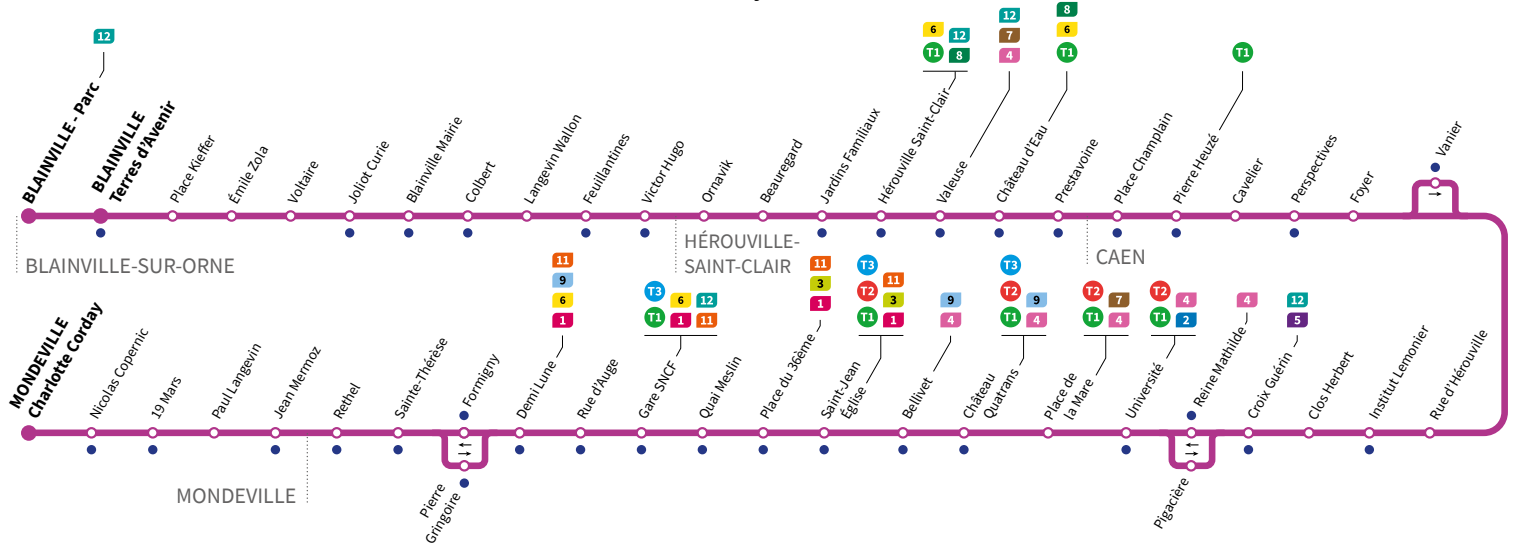 12
BLAINVILLE - Parc
BLAINVILLE
Terres d'Avenir
Place Kieffer
Émile Zola
Voltaire
Joliot Curie
Blainville Mairie
Colbert
Langevin Wallon
Feuillantines
Victor Hugo
Ornavik
Beauregard
Jardins Familiaux
6 12
T1 8
Hérouville Saint-Clair
12
7
4
Valeuse
8
6
T1
Château d'Eau
Prestavoine
Place Champlain
T1
Pierre Heuzé
Cavelier
Perspectives
Foyer
Vanier
→
BLAINVILLE-SUR-ORNE
HÉROUVILLE-
SAINT-CLAIR
CAEN
MONDEVILLE
Charlotte Corday
Nicolas Copernic
19 Mars
Paul Langevin
Jean Mermoz
Rethel
Sainte-Thérèse
Formigny
←
→
Pierre
Gringoire
11
9
6
1
Demi Lune
Rue d'Auge
T3 6 12
T1 1 11
Gare SNCF
Quai Meslin
11
3
1
Place du 36ème
T3 11
T2 3
T1 1
Saint-Jean
Église
9
4
Bellivet
T3
T2 9
T1 4
Château
Quatrans
T2 7
T1 4
Place de
la Mare
T2 4
T1 2
Université
4
Reine Mathilde
←
→
Pigacière
12
5
Croix Guérin
Clos Herbert
Institut Lemonier
Rue d'Hérouville
MONDEVILLE